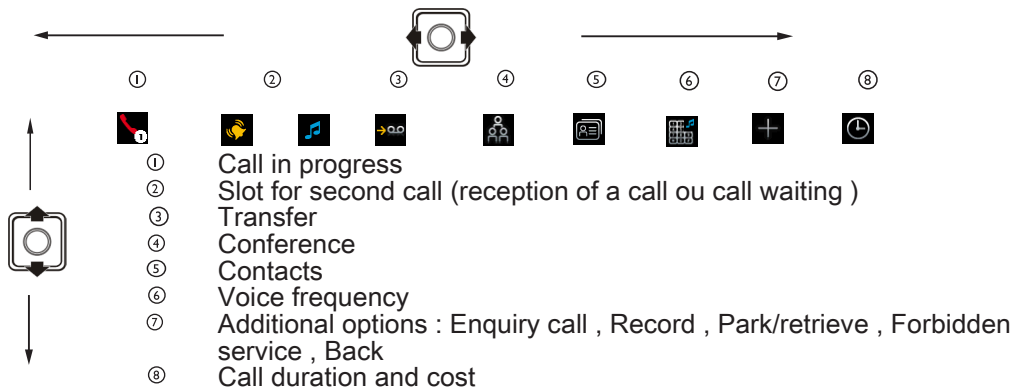 ① ② ③ ④ ⑤ ⑥ ⑦ ⑧
1
① Call in progress
② Slot for second call (reception of a call ou call waiting )
③ Transfer
④ Conference
⑤ Contacts
⑥ Voice frequency
⑦ Additional options : Enquiry call , Record , Park/retrieve , Forbidden
service , Back
⑧ Call duration and cost